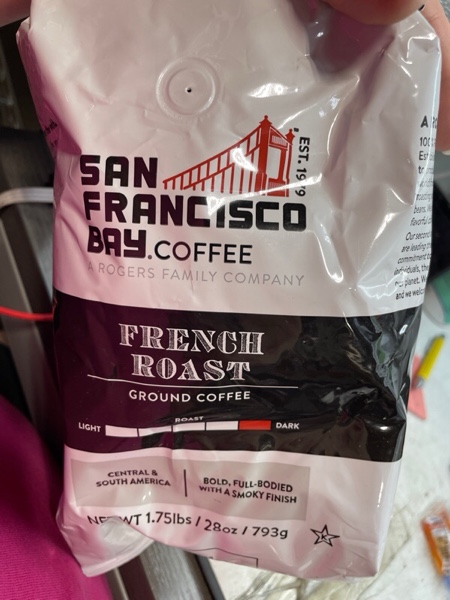 EST. 1979
SAN
FRANCISCO
BAY.COFFEE
A ROGERS FAMILY COMPANY
FRENCH
ROAST
GROUND COFFEE
ROAST
LIGHT
DARK
CENTRAL &
SOUTH AMERICA
BOLD, FULL-BODIED
WITH A SMOKY FINISH
NET WT 1.75lbs / 28oz / 793g
K